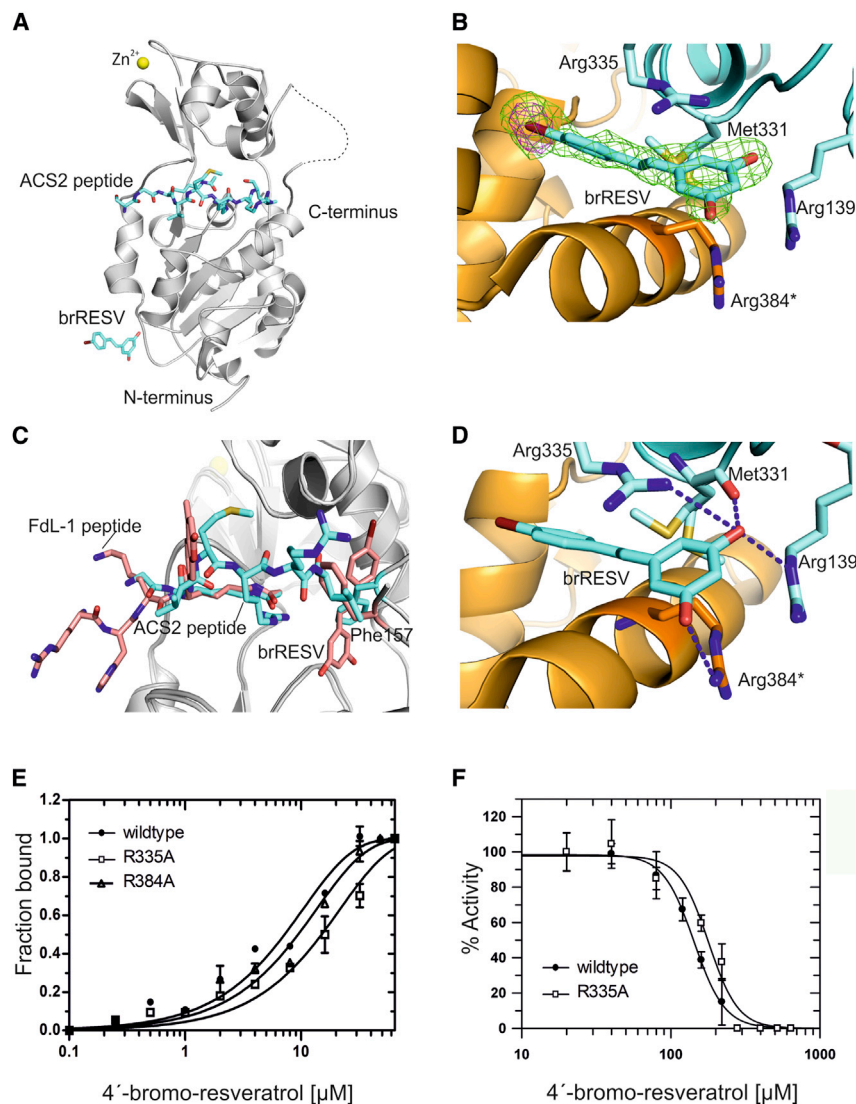 A
Zn2+
ACS2 peptide
C-terminus
brRESV
N-terminus
B
Arg335
Met331
brRESV
Arg139
Arg384*
C
FdL-1 peptide
ACS2 peptide
brRESV
Phe157
D
Arg335
Met331
brRESV
Arg139
Arg384*
E
Fraction bound
1.2
1.0
0.8
0.6
0.4
0.2
0.0
wildtype
R335A
R384A
0.1
1
10
4´-bromo-resveratrol [µM]
F
% Activity
120
100
80
60
40
20
0
wildtype
R335A
10
100
1000
4´-bromo-resveratrol [µM]